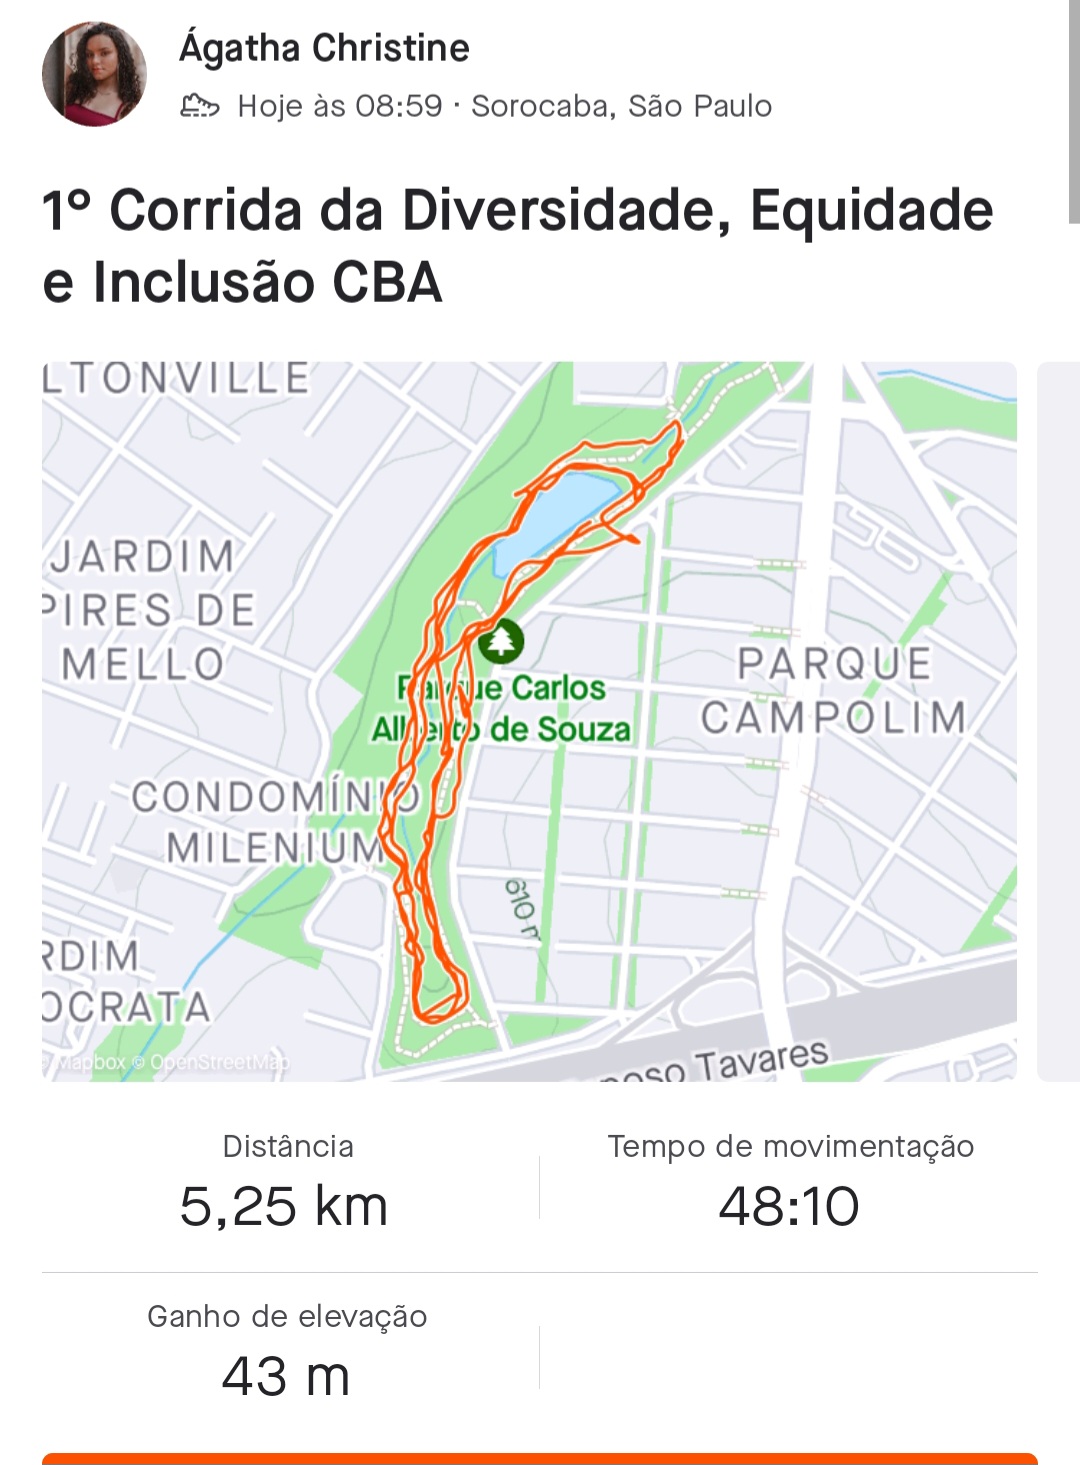 Ágatha Christine
Hoje às 08:59 · Sorocaba, São Paulo
1° Corrida da Diversidade, Equidade
e Inclusão CBA
LTONVILLE
JARDIM
PIRES DE
MELLO
Parque Carlos
Alberto de Souza
PARQUE
CAMPOLIM
CONDOMÍNIO
MILENIUM
610 m
RDIM
OCRATA
Mapbox © OpenStreetMap
oso Tavares
Distância
5,25 km
Tempo de movimentação
48:10
Ganho de elevação
43 m